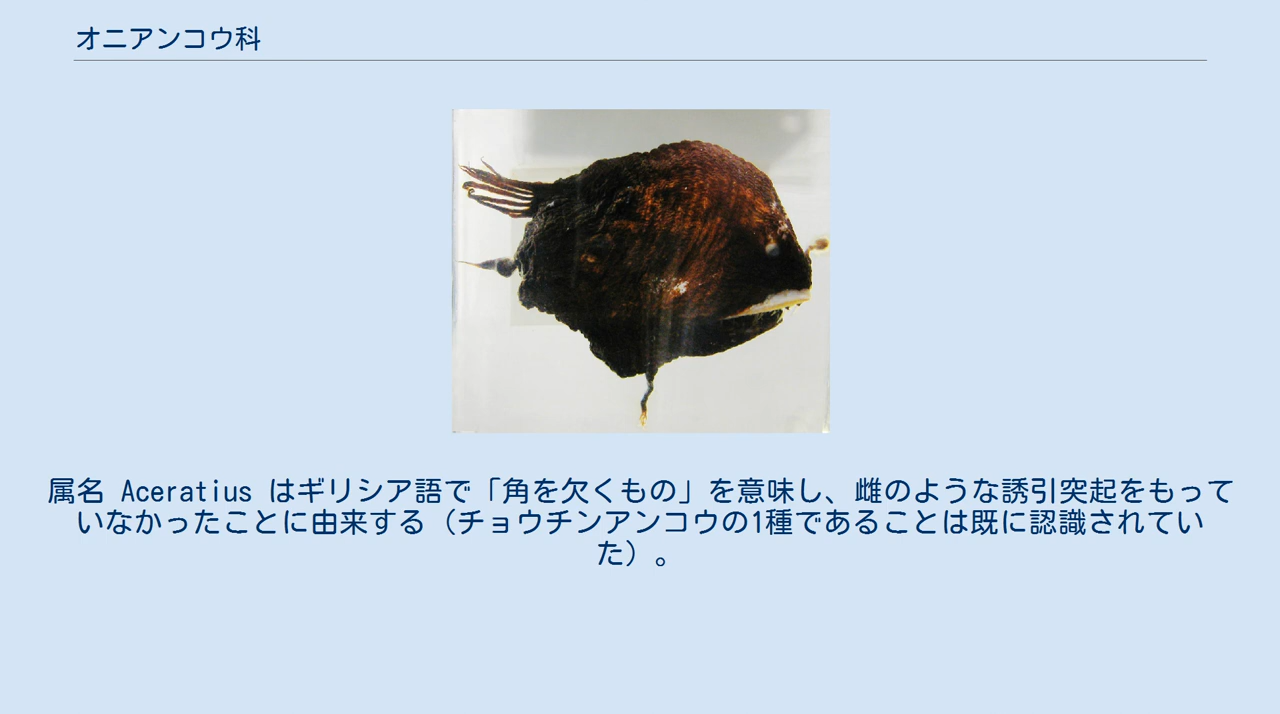 オニアンコウ科
属名 Aceratius はギリシア語で「角を欠くもの」を意味し、雌のような誘引突起をもって
いなかったことに由来する（チョウチンアンコウの1種であることは既に認識されてい
た）。